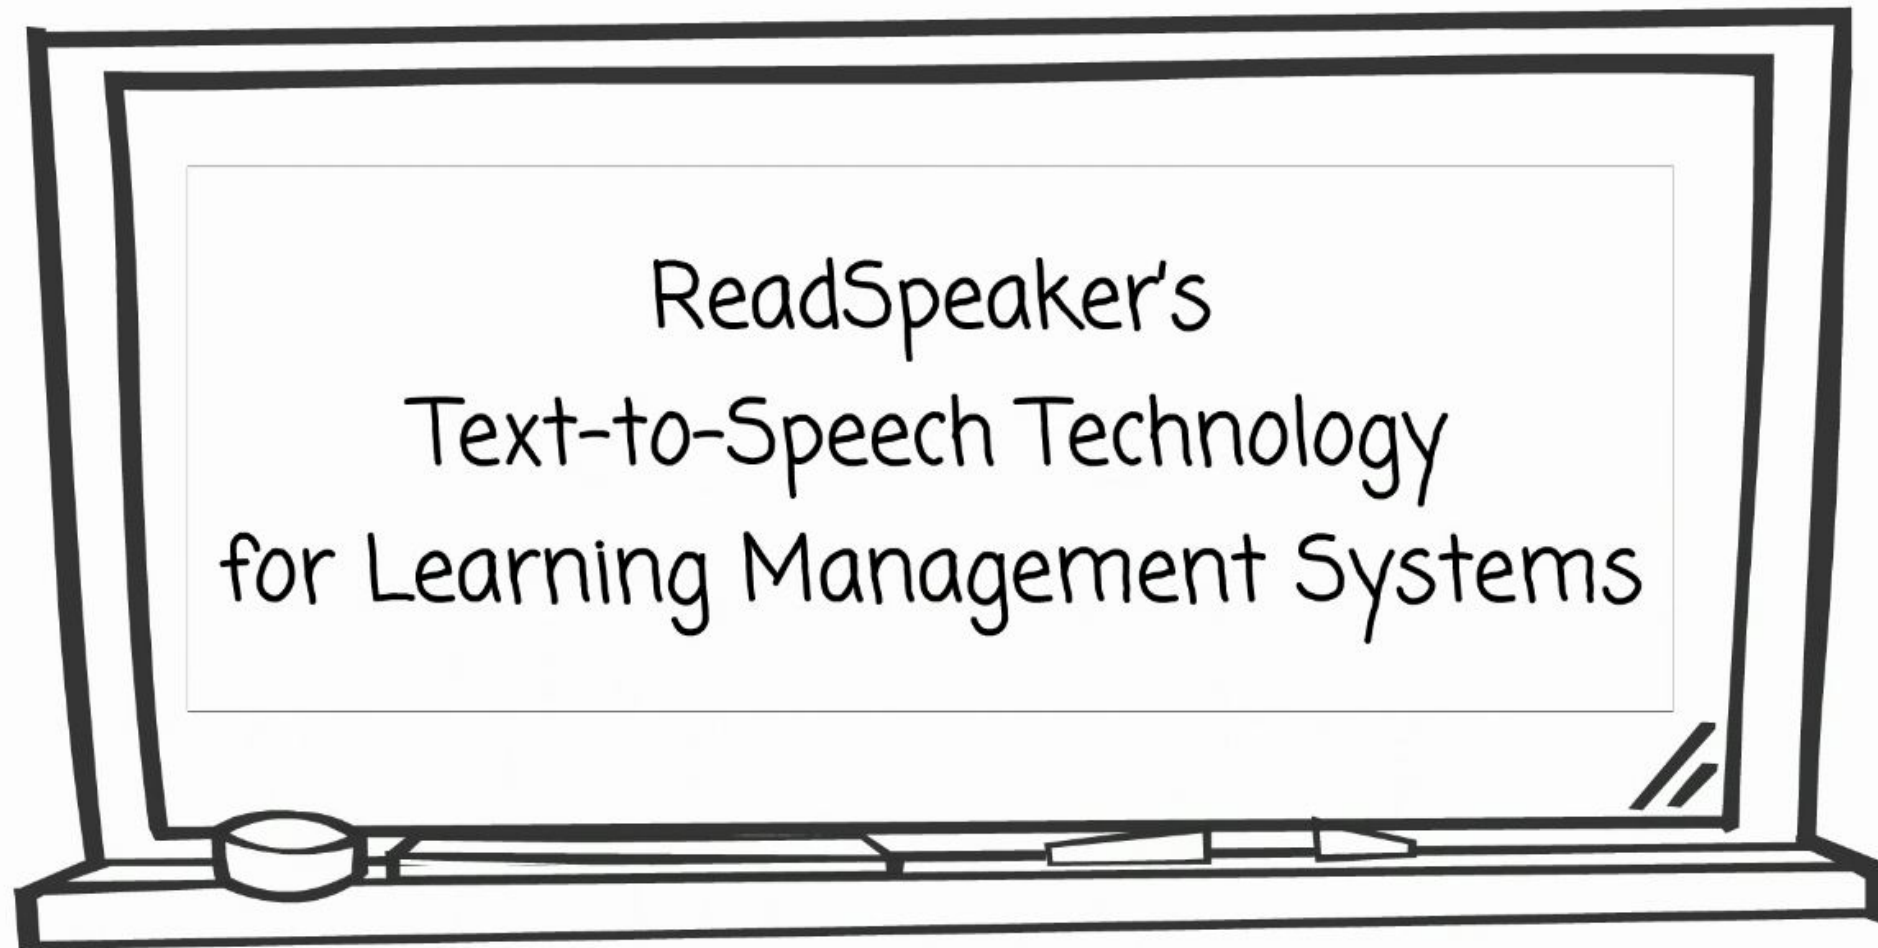 ReadSpeaker's
Text-to-Speech Technology
for Learning Management Systems